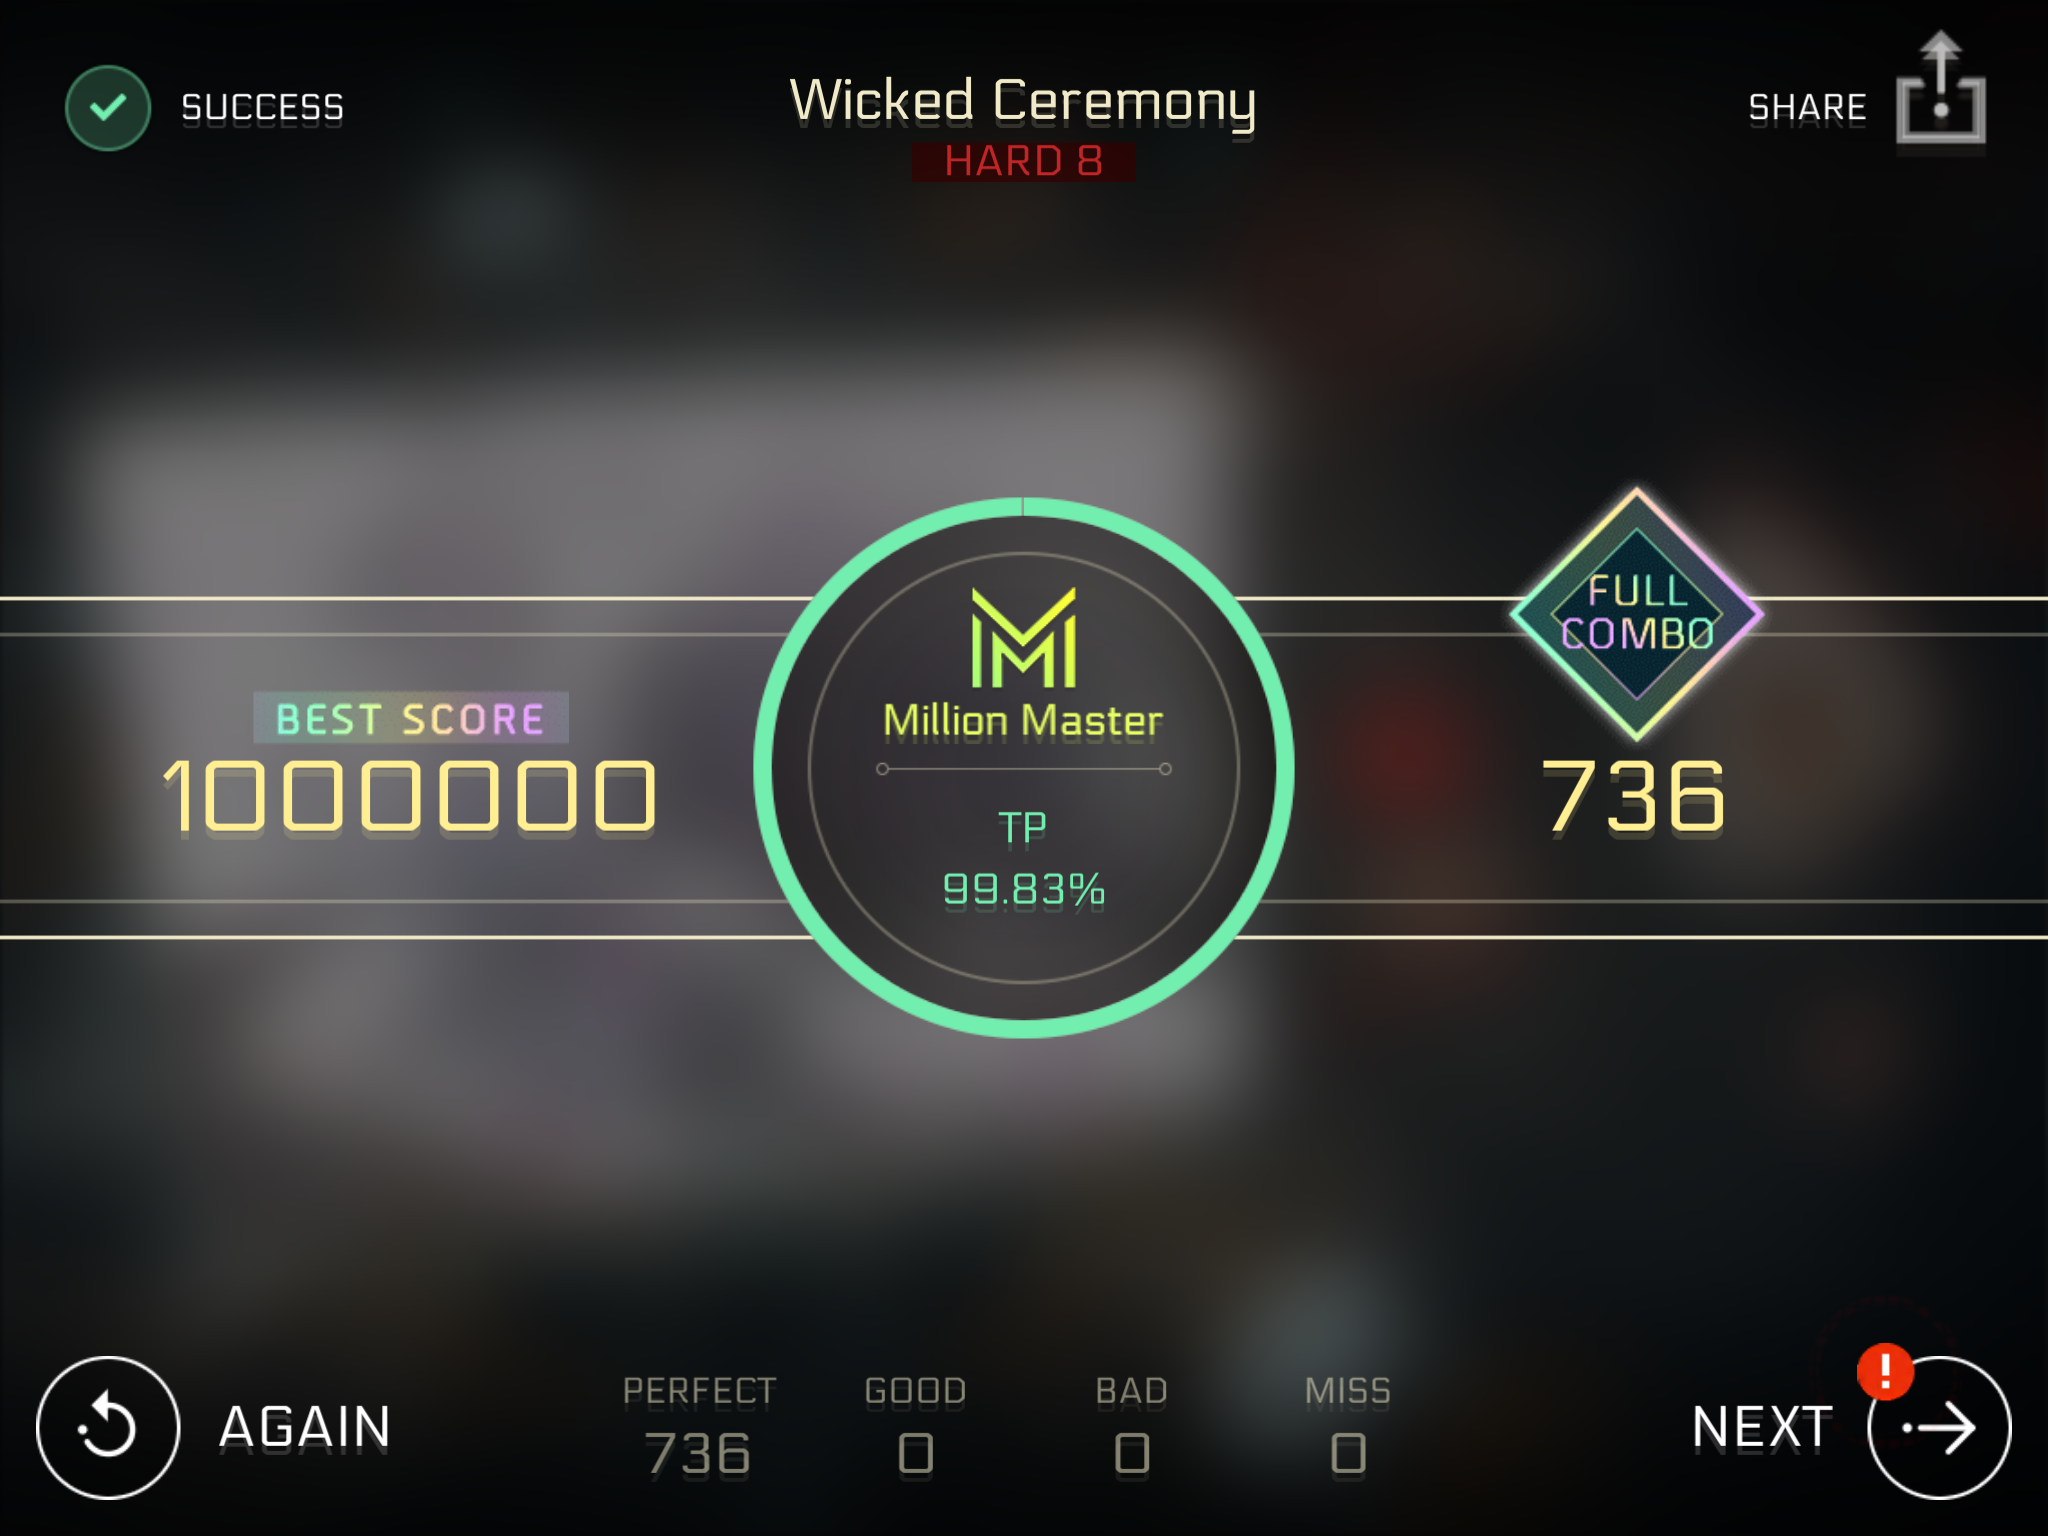 SUCCESS
Wicked Ceremony
HARD 8
SHARE
BEST SCORE
1000000
Million Master
TP
99.83%
FULL
COMBO
736
AGAIN
PERFECT GOOD BAD MISS
736 0 0 0
NEXT